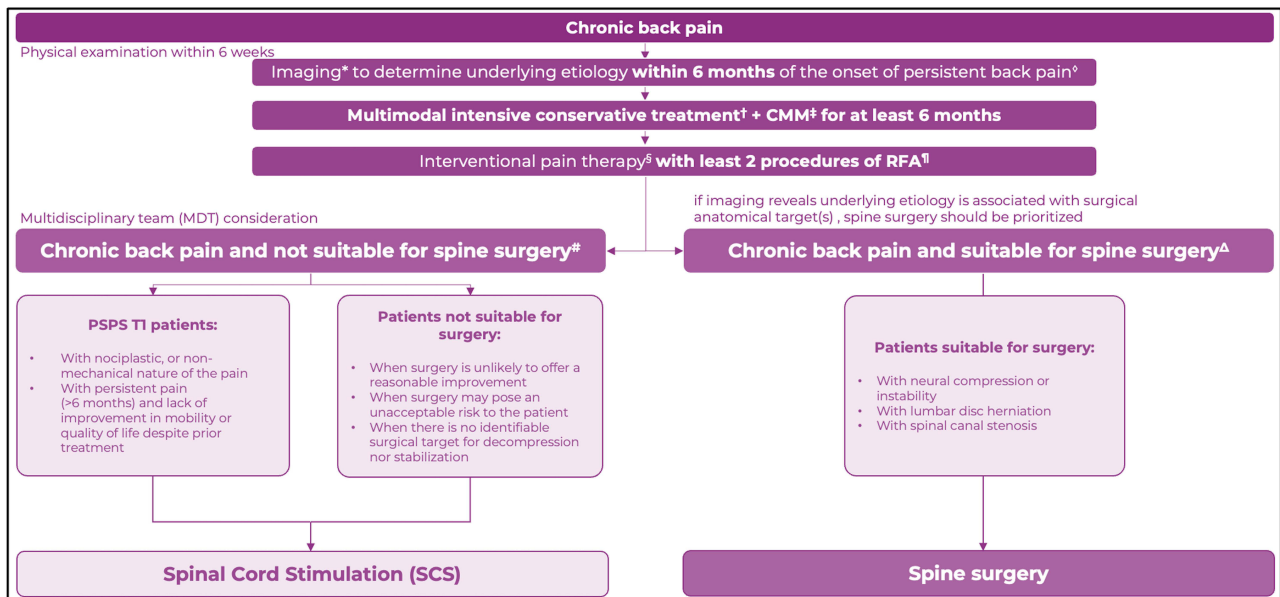 Chronic back pain
Physical examination within 6 weeks
Imaging* to determine underlying etiology within 6 months of the onset of persistent back pain◊
Multimodal intensive conservative treatment† + CMM‡ for at least 6 months
Interventional pain therapy§ with least 2 procedures of RFA¶
Multidisciplinary team (MDT) consideration
if imaging reveals underlying etiology is associated with surgical
anatomical target(s) , spine surgery should be prioritized
Chronic back pain and not suitable for spine surgery#
Chronic back pain and suitable for spine surgeryΔ
PSPS T1 patients:
• With nociplastic, or non-
mechanical nature of the pain
• With persistent pain
(>6 months) and lack of
improvement in mobility or
quality of life despite prior
treatment
Patients not suitable for
surgery:
• When surgery is unlikely to offer a
reasonable improvement
• When surgery may pose an
unacceptable risk to the patient
• When there is no identifiable
surgical target for decompression
nor stabilization
Patients suitable for surgery:
• With neural compression or
instability
• With lumbar disc herniation
• With spinal canal stenosis
Spinal Cord Stimulation (SCS)
Spine surgery